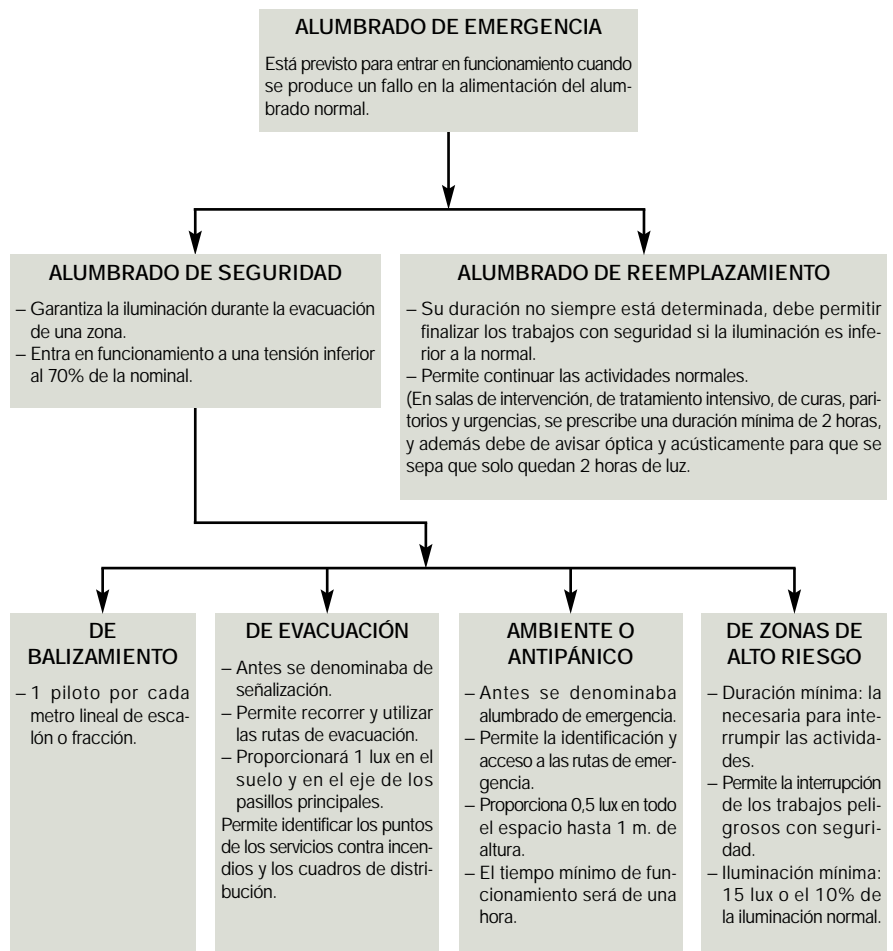 ALUMBRADO DE EMERGENCIA
Está previsto para entrar en funcionamiento cuando
se produce un fallo en la alimentación del alum-
brado normal.
ALUMBRADO DE SEGURIDAD
– Garantiza la iluminación durante la evacuación
de una zona.
– Entra en funcionamiento a una tensión inferior
al 70% de la nominal.
ALUMBRADO DE REEMPLAZAMIENTO
– Su duración no siempre está determinada, debe permitir
finalizar los trabajos con seguridad si la iluminación es infe-
rior a la normal.
– Permite continuar las actividades normales.
(En salas de intervención, de tratamiento intensivo, de curas, pari-
torios y urgencias, se prescribe una duración mínima de 2 horas,
y además debe de avisar óptica y acústicamente para que se
sepa que solo quedan 2 horas de luz.
DE
BALIZAMIENTO
– 1 piloto por cada
metro lineal de esca-
lón o fracción.
DE EVACUACIÓN
– Antes se denominaba de
señalización.
– Permite recorrer y utilizar
las rutas de evacuación.
– Proporcionará 1 lux en el
suelo y en el eje de los
pasillos principales.
Permite identificar los puntos
de los servicios contra incen-
dios y los cuadros de distri-
bución.
AMBIENTE O
ANTIPÁNICO
– Antes se denominaba
alumbrado de emergencia.
– Permite la identificación y
acceso a las rutas de emer-
gencia.
– Proporciona 0,5 lux en todo
el espacio hasta 1 m. de
altura.
– El tiempo mínimo de fun-
cionamiento será de una
hora.
DE ZONAS DE
ALTO RIESGO
– Duración mínima: la
necesaria para inte-
rrumpir las activida-
des.
– Permite la interrupción
de los trabajos peli-
grosos con seguri-
dad.
– Iluminación mínima:
15 lux o el 10% de
la iluminación normal.